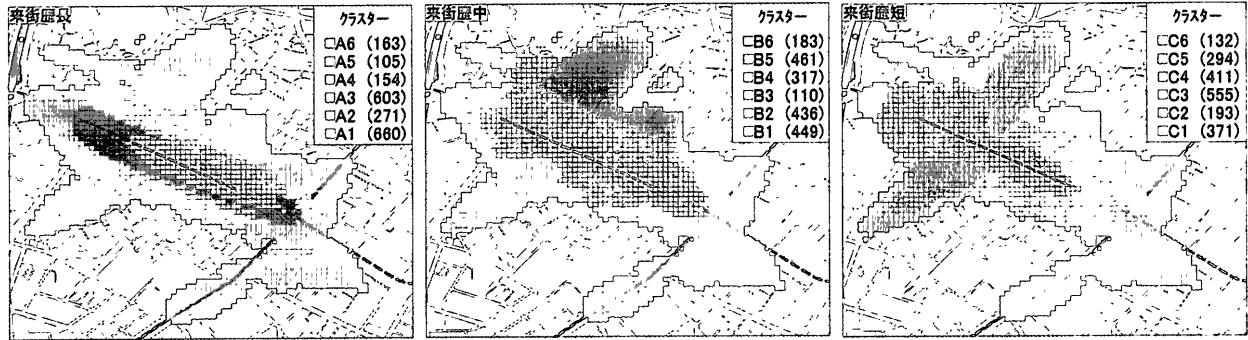 来街歴長
クラスター
□A6 (163)
□A5 (105)
□A4 (154)
□A3 (603)
□A2 (271)
□A1 (660)
来街歴中
クラスター
□B6 (183)
□B5 (461)
□B4 (317)
□B3 (110)
□B2 (436)
□B1 (449)
来街歴短
クラスター
□C6 (132)
□C5 (294)
□C4 (411)
□C3 (555)
□C2 (193)
□C1 (371)